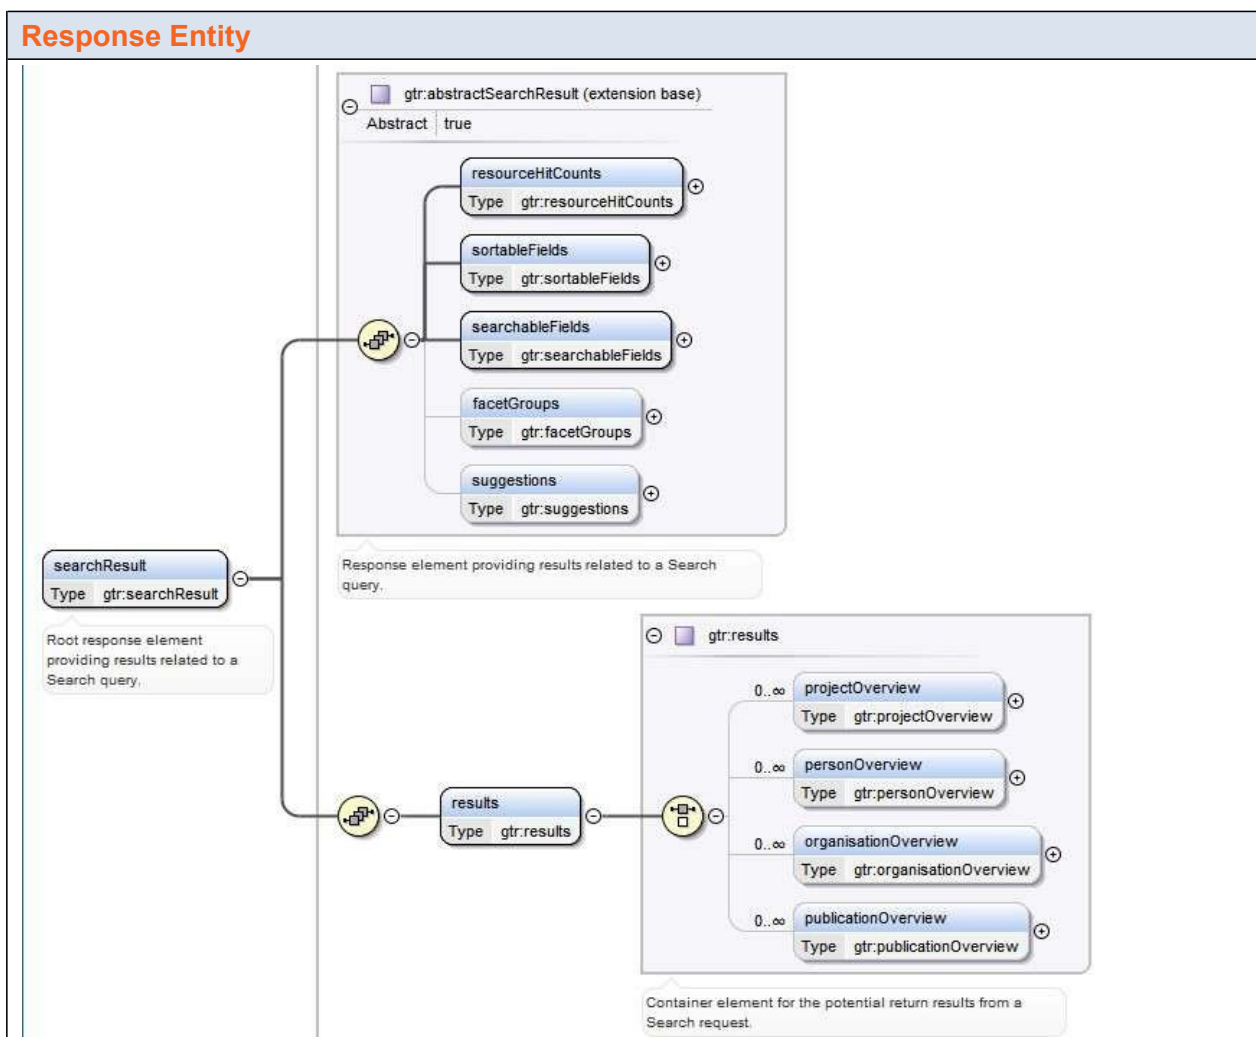 Response Entity
gtr:abstractSearchResult (extension base)
Abstract true
resourceHitCounts
Type gtr:resourceHitCounts
sortableFields
Type gtr:sortableFields
searchableFields
Type gtr:searchableFields
facetGroups
Type gtr:facetGroups
suggestions
Type gtr:suggestions
Response element providing results related to a Search
query.
searchResult
Type gtr:searchResult
Root response element
providing results related to a
Search query.
gtr:results
0..∞ projectOverview
Type gtr:projectOverview
0..∞ personOverview
Type gtr:personOverview
results
Type gtr:results
0..∞ organisationOverview
Type gtr:organisationOverview
0..∞ publicationOverview
Type gtr:publicationOverview
Container element for the potential return results from a
Search request.